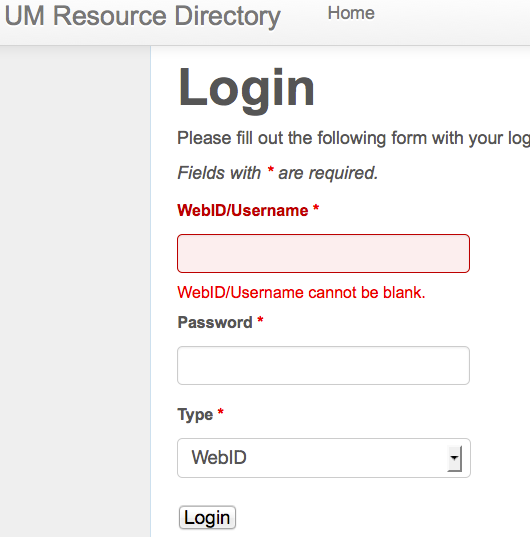 UM Resource Directory Home
Login
Please fill out the following form with your log
Fields with * are required.
WebID/Username *
WebID/Username cannot be blank.
Password *
Type *
WebID
Login